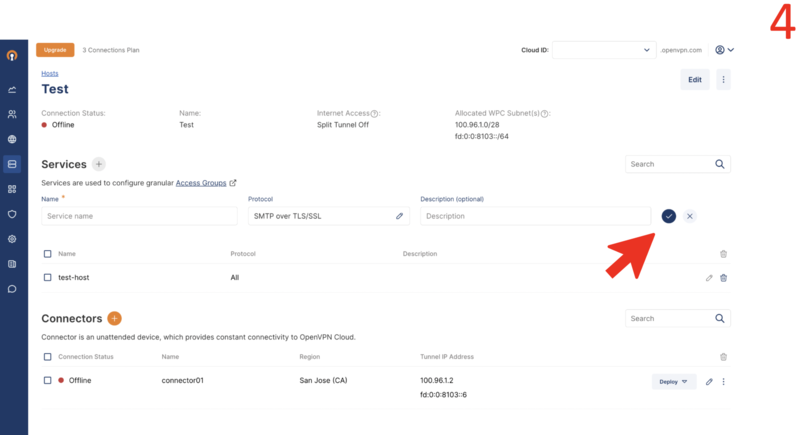 4
Upgrade 3 Connections Plan Cloud ID: .openvpn.com
Hosts
Test Edit
Connection Status: Name: Internet Access?: Allocated WPC Subnet(s)?:
Offline Test Split Tunnel Off 100.96.1.0/28
fd:0:0:8103::/64
Services + Search
Services are used to configure granular Access Groups
Name * Protocol Description (optional)
Service name SMTP over TLS/SSL Description
Name Protocol Description
test-host All
Connectors + Search
Connector is an unattended device, which provides constant connectivity to OpenVPN Cloud.
Connection Status Name Region Tunnel IP Address
Offline connector01 San Jose (CA) 100.96.1.2 Deploy
fd:0:0:8103::6